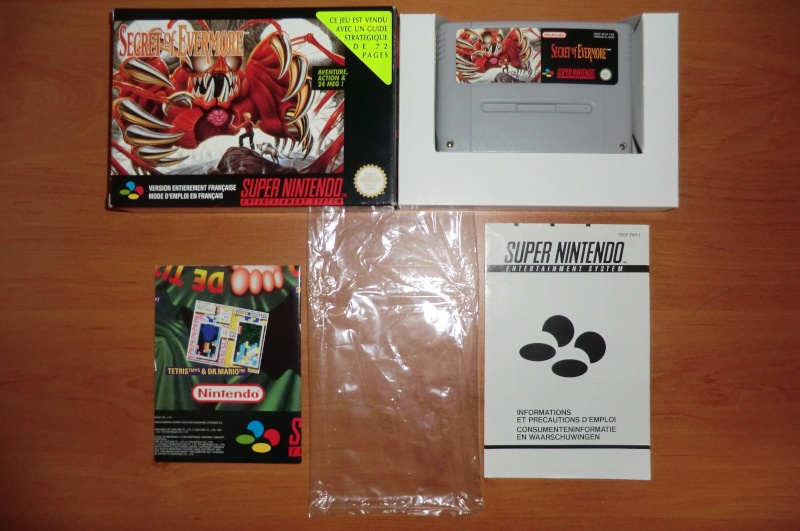 SECRET OF EVERMORE
CE JEU EST VENDU
AVEC UN GUIDE
STRATEGIQUE
DE 72
PAGES
AVENTURE,
ACTION &
24 MEG !
VERSION ENTIEREMENT FRANÇAISE
MODE D'EMPLOI EN FRANÇAIS
SUPER NINTENDO
ENTERTAINMENT SYSTEM
Nintendo
SECRET OF EVERMORE
SUPER NINTENDO
DE T
TETRIS & DR.MARIO
Nintendo
S
SUPER NINTENDO
ENTERTAINMENT SYSTEM
INFORMATIONS
ET PRECAUTIONS D'EMPLOI
CONSUMENTENINFORMATIE
EN WAARSCHUWINGEN